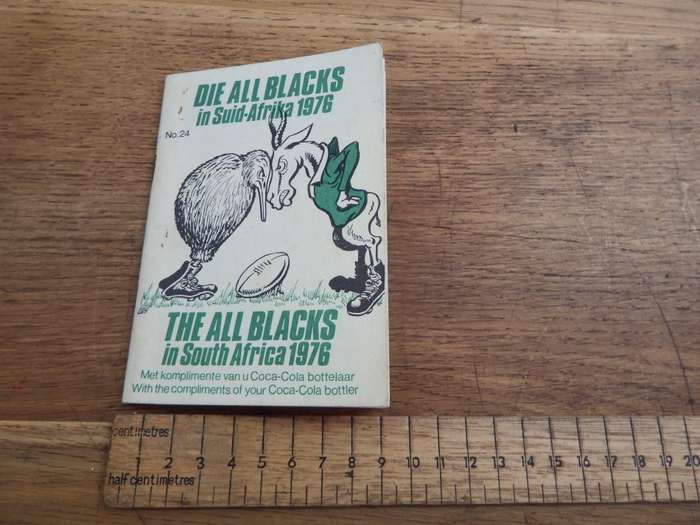 DIE ALL BLACKS
in Suid-Afrika 1976
No.24
THE ALL BLACKS
in South Africa 1976
Met komplimente van u Coca-Cola bottelaar
With the compliments of your Coca-Cola bottler
centimetres
1 2 3 4 5 6 7 8 9 10 11 12 13 14 15 16 17 18 19 20
half centimetres